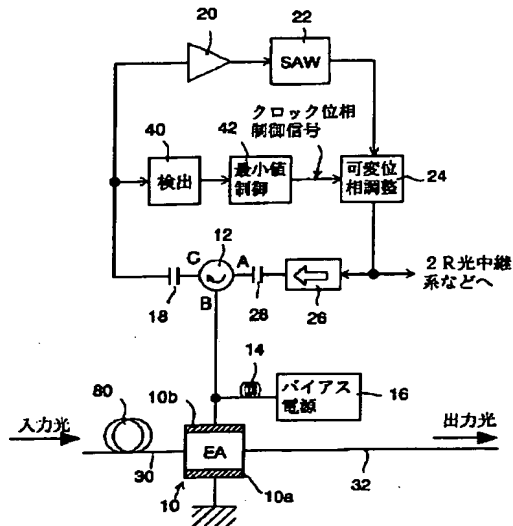 20
22
SAW
クロック位相
制御信号
40
42
検出
最小値
制御
可変位
相調整
24
12
C
A
B
18
28
26
2R光中継
系などへ
14
バイアス
電源
16
80
10b
入力光
出力光
EA
30
32
10
10a